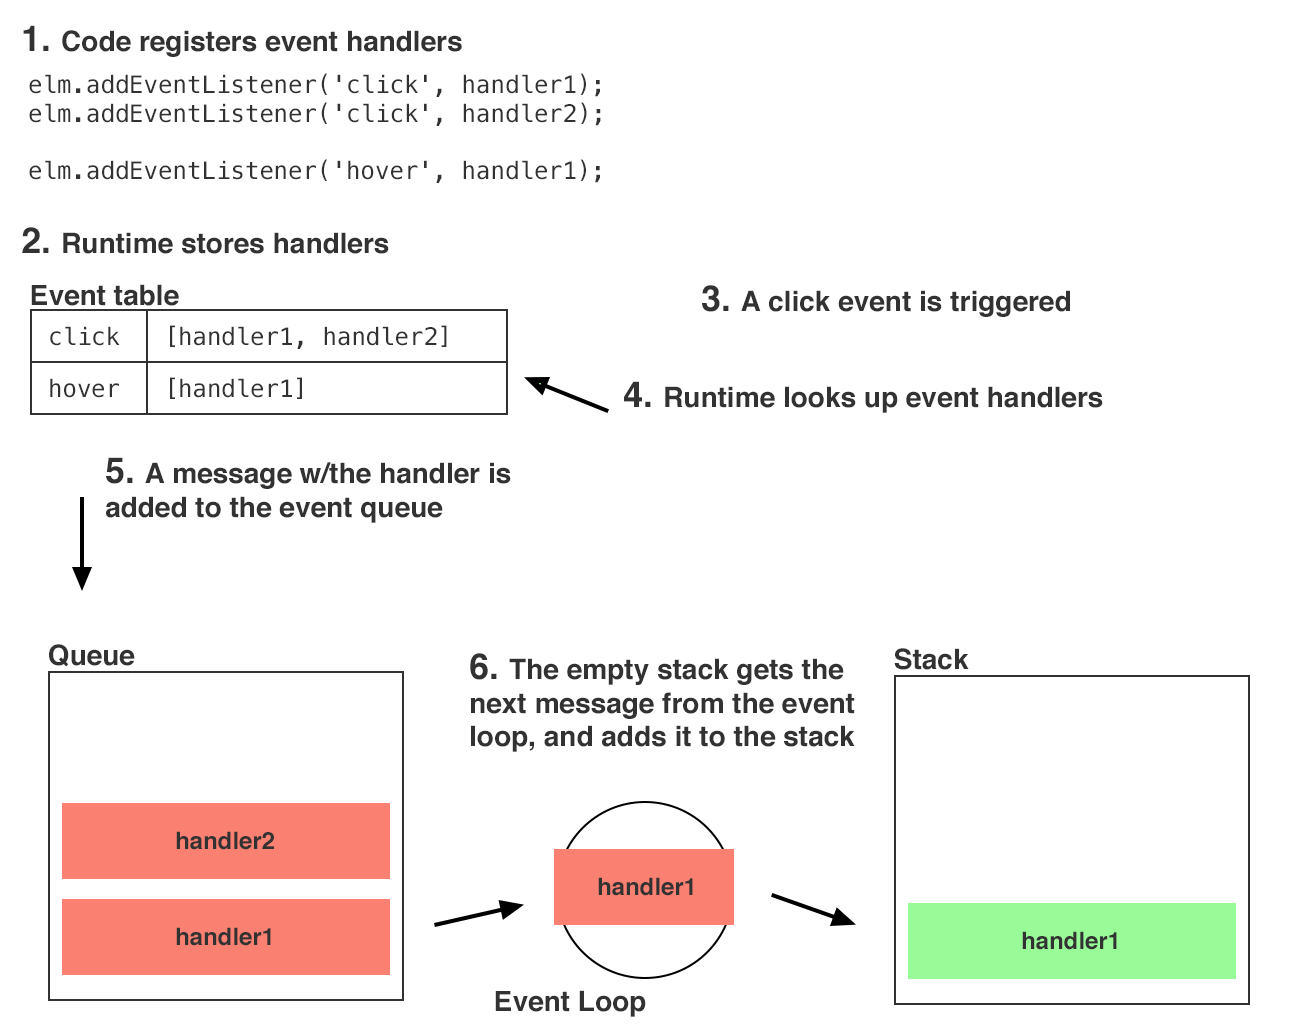 1. Code registers event handlers
elm.addEventListener('click', handler1);
elm.addEventListener('click', handler2);
elm.addEventListener('hover', handler1);
2. Runtime stores handlers
Event table
click [handler1, handler2]
hover [handler1]
3. A click event is triggered
4. Runtime looks up event handlers
5. A message w/the handler is
added to the event queue
Queue
handler2
handler1
6. The empty stack gets the
next message from the event
loop, and adds it to the stack
handler1
Event Loop
Stack
handler1